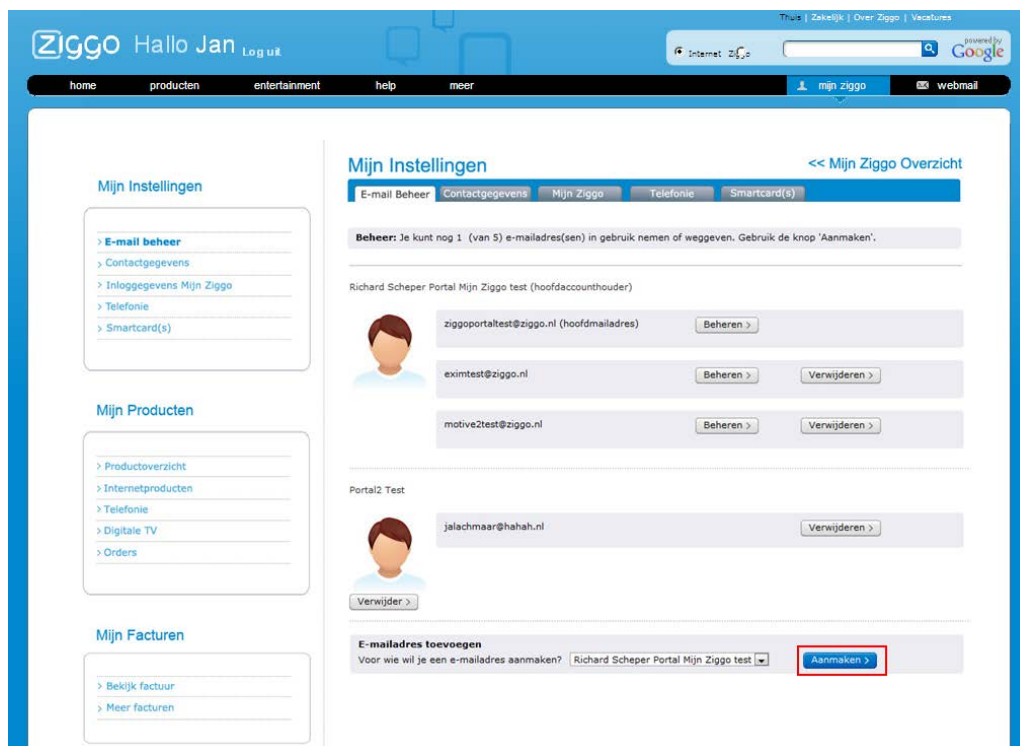 Thuis | Zakelijk | Over Ziggo | Vacatures
ziggo Hallo Jan Log uit
Internet
powered by
Google
home producten entertainment help meer mijn ziggo webmail
Mijn Instellingen
> E-mail beheer
> Contactgegevens
> Inloggegevens Mijn Ziggo
> Telefonie
> Smartcard(s)
Mijn Producten
> Productoverzicht
> Internetproducten
> Telefonie
> Digitale TV
> Orders
Mijn Facturen
> Bekijk factuur
> Meer facturen
Mijn Instellingen << Mijn Ziggo Overzicht
E-mail Beheer Contactgegevens Mijn Ziggo Telefonie Smartcard(s)
Beheer: Je kunt nog 1 (van 5) e-mailadres(sen) in gebruik nemen of weggeven. Gebruik de knop 'Aanmaken'.
Richard Scheper Portal Mijn Ziggo test (hoofdaccounthouder)
ziggoportaltest@ziggo.nl (hoofdmailadres) Beheren >
eximtest@ziggo.nl Beheren > Verwijderen >
motive2test@ziggo.nl Beheren > Verwijderen >
Portal2 Test
jalachmaar@hahah.nl Verwijderen >
Verwijder >
E-mailadres toevoegen
Voor wie wil je een e-mailadres aanmaken? Richard Scheper Portal Mijn Ziggo test Aanmaken >